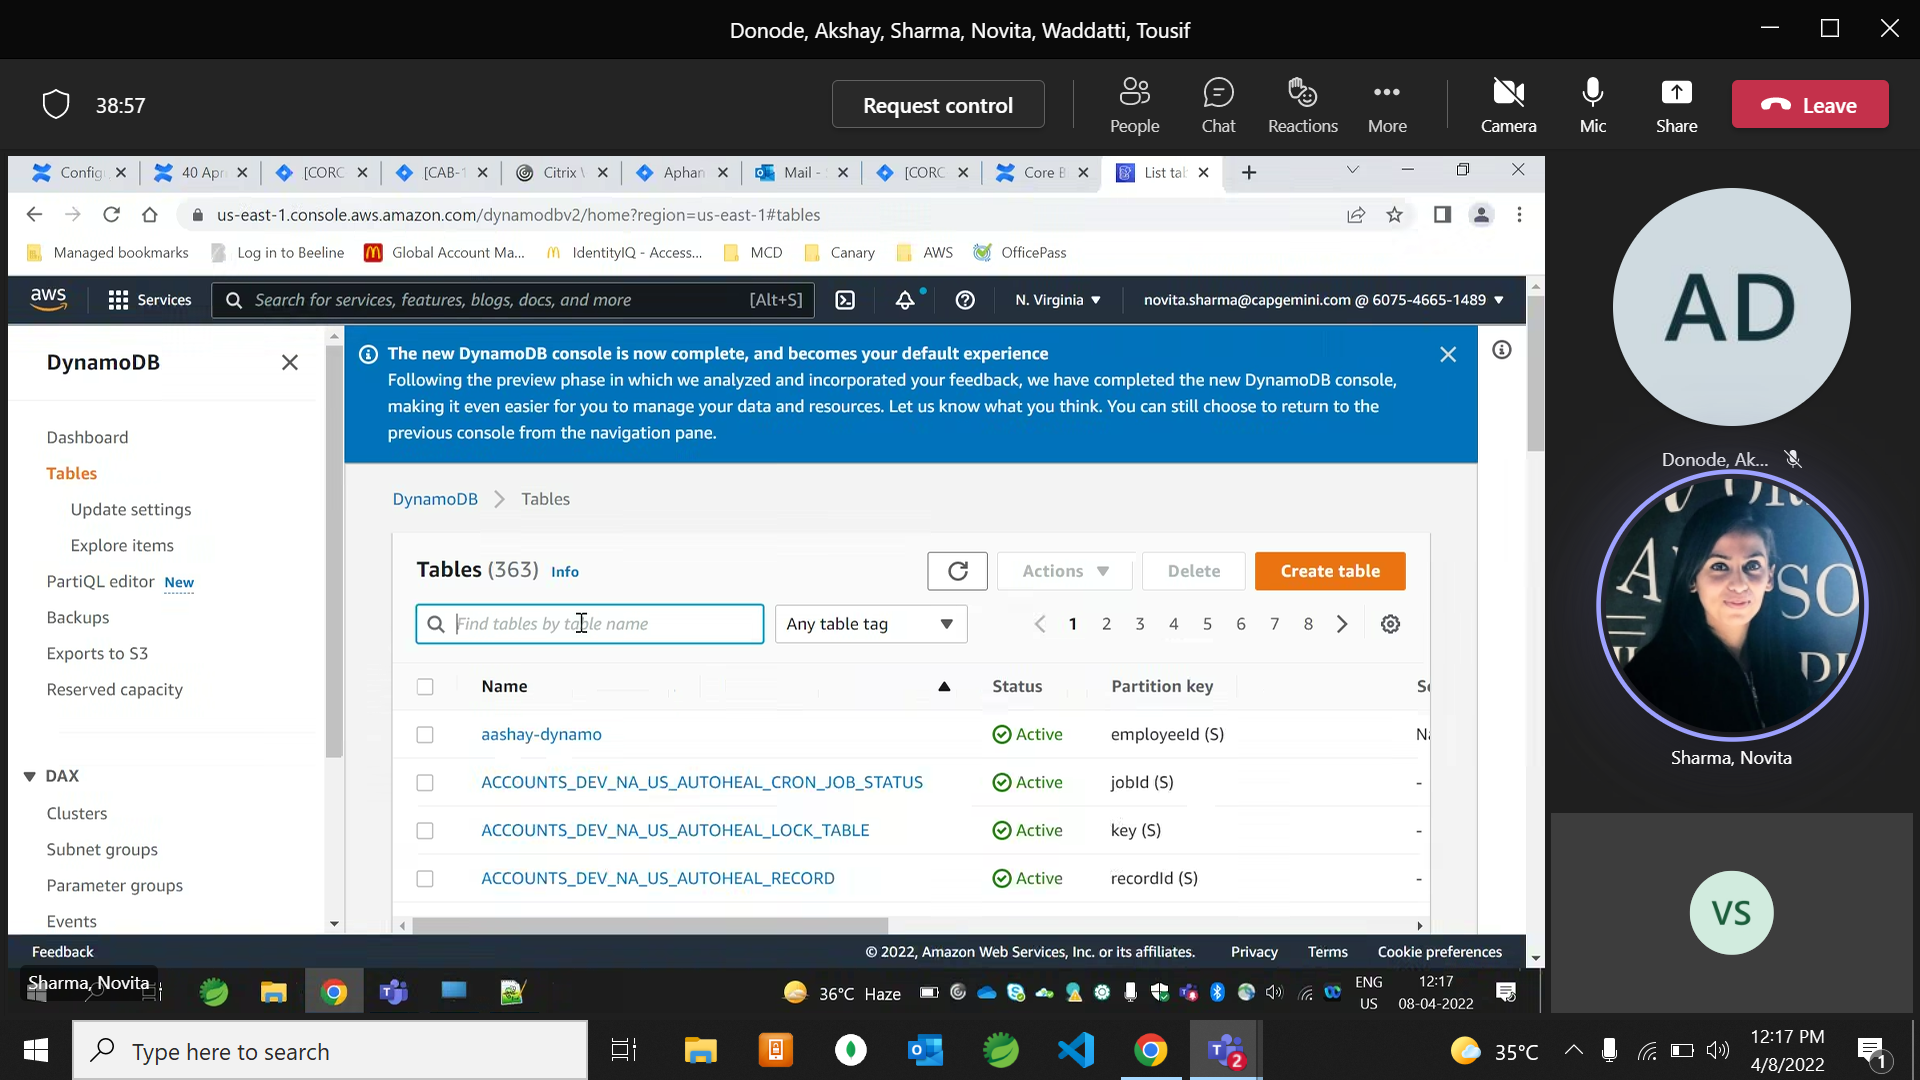 Donode, Akshay, Sharma, Novita, Waddatti, Tousif
38:57
Request control
People
Chat
Reactions
More
Camera
Mic
Share
Leave
Config
40 Apr
[CORC
[CAB-1
Citrix
Aphan
Mail -
[CORC
Core B
List tab
us-east-1.console.aws.amazon.com/dynamodbv2/home?region=us-east-1#tables
Managed bookmarks
Log in to Beeline
Global Account Ma...
IdentityIQ - Access...
MCD
Canary
AWS
OfficePass
aws
Services
Search for services, features, blogs, docs, and more
[Alt+S]
N. Virginia
novita.sharma@capgemini.com @ 6075-4665-1489
DynamoDB
Dashboard
Tables
Update settings
Explore items
PartiQL editor New
Backups
Exports to S3
Reserved capacity
DAX
Clusters
Subnet groups
Parameter groups
Events
The new DynamoDB console is now complete, and becomes your default experience
Following the preview phase in which we analyzed and incorporated your feedback, we have completed the new DynamoDB console,
making it even easier for you to manage your data and resources. Let us know what you think. You can still choose to return to the
previous console from the navigation pane.
DynamoDB > Tables
Tables (363) Info
Actions
Delete
Create table
Find tables by table name
Any table tag
1 2 3 4 5 6 7 8
Name Status Partition key
aashay-dynamo Active employeeId (S)
ACCOUNTS_DEV_NA_US_AUTOHEAL_CRON_JOB_STATUS Active jobId (S) -
ACCOUNTS_DEV_NA_US_AUTOHEAL_LOCK_TABLE Active key (S) -
ACCOUNTS_DEV_NA_US_AUTOHEAL_RECORD Active recordId (S) -
Feedback
© 2022, Amazon Web Services, Inc. or its affiliates.
Privacy
Terms
Cookie preferences
Sharma, Novita
36°C Haze
ENG
US
12:17
08-04-2022
AD
Donode, Ak...
A
SO
DI
Sharma, Novita
VS
Type here to search
2
35°C
12:17 PM
4/8/2022
1